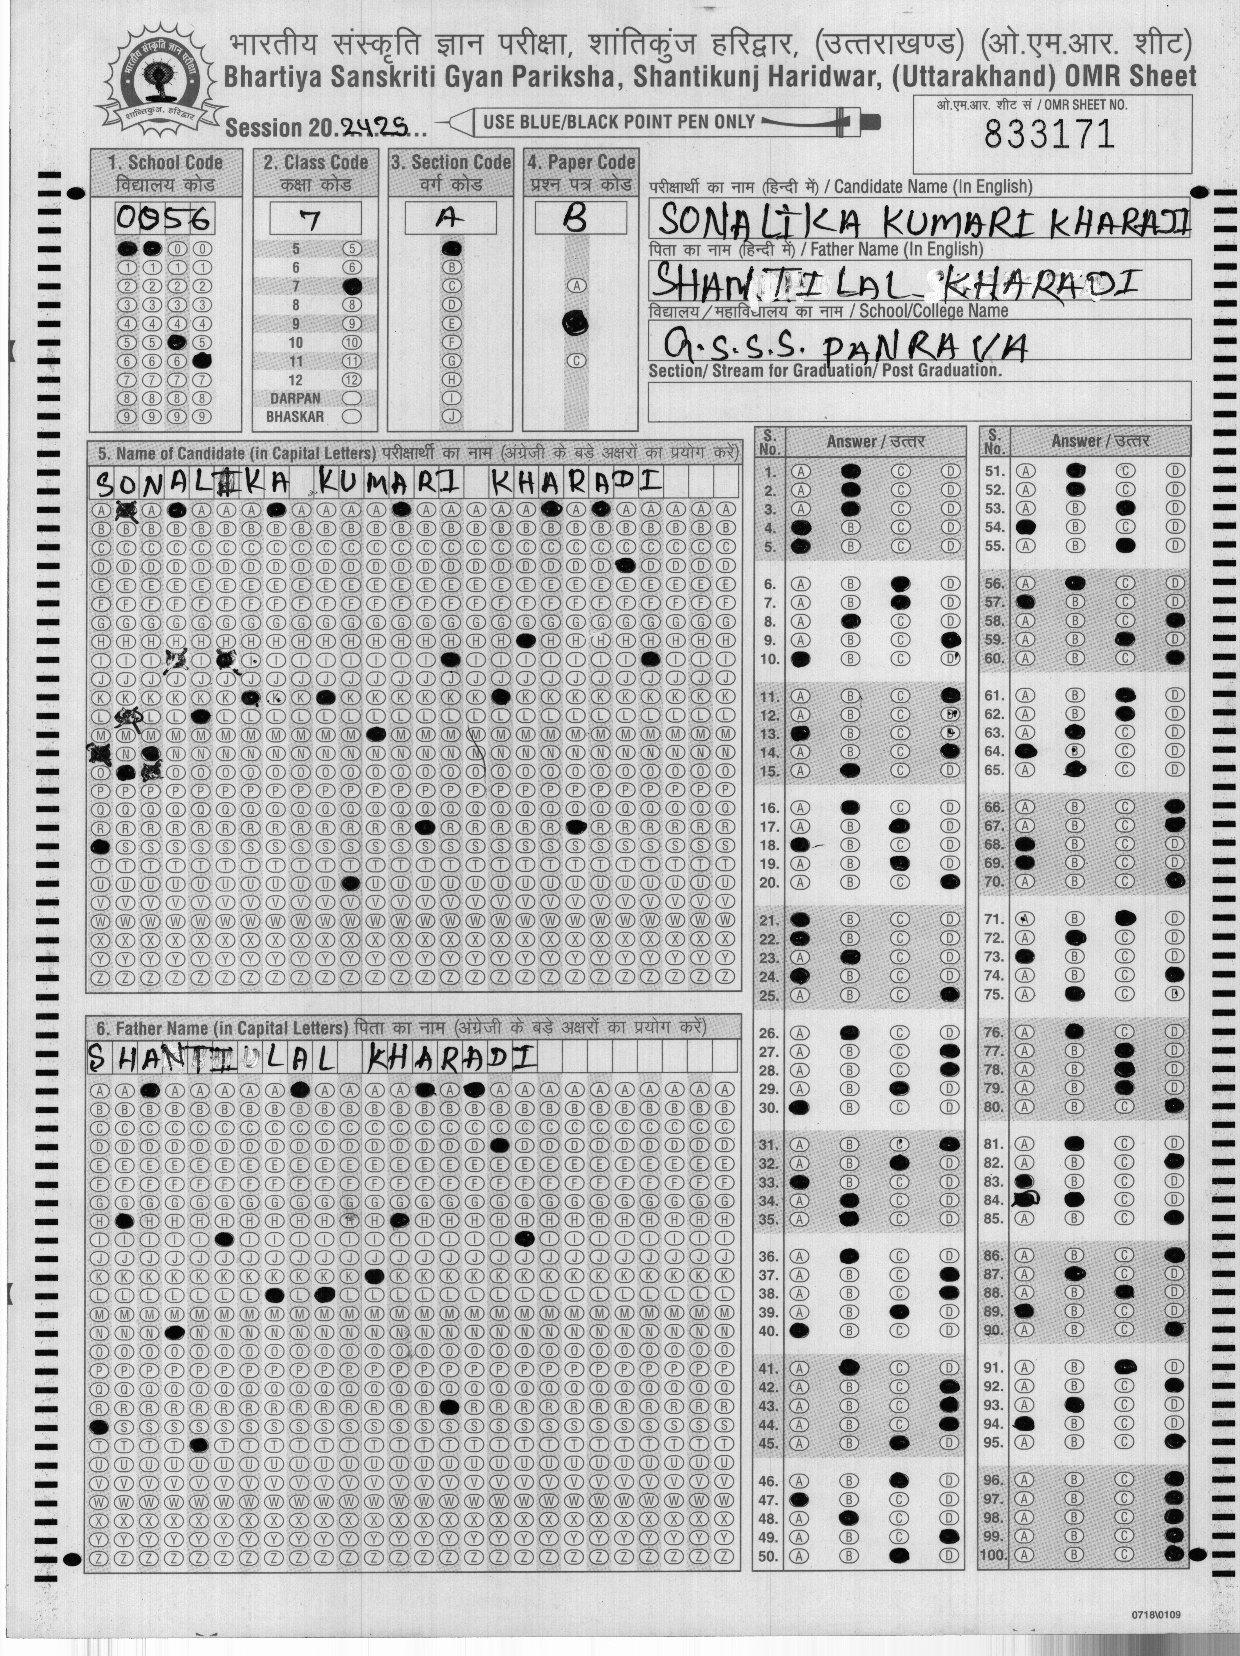 भारतीय संस्कृति ज्ञान परीक्षा, शांतिकुंज हरिद्वार, (उत्तराखण्ड) (ओ.एम.आर. शीट)
Bhartiya Sanskriti Gyan Pariksha, Shantikunj Haridwar, (Uttarakhand) OMR Sheet
Session 20.24.25...
USE BLUE/BLACK POINT PEN ONLY
ओ.एम.आर. शीट सं / OMR SHEET NO.
833171
1. School Code
विद्यालय कोड
0056
2. Class Code
कक्षा कोड
7
5
6
7
8
9
10
11
12
DARPAN
BHASKAR
3. Section Code
वर्ग कोड
A
4. Paper Code
प्रश्न पत्र कोड
B
परीक्षार्थी का नाम (हिन्दी में) / Candidate Name (In English)
SONALIKA KUMARI KHARADI
पिता का नाम (हिन्दी में) / Father Name (In English)
SHANTILAL KHARADI
विद्यालय/महाविद्यालय का नाम / School/College Name
G.S.S.S. PANRAVA
Section/ Stream for Graduation/ Post Graduation.
5. Name of Candidate (in Capital Letters) परीक्षार्थी का नाम (अंग्रेजी के बड़े अक्षरों का प्रयोग करें)
SONALIKA KUMARI KHARADI
6. Father Name (in Capital Letters) पिता का नाम (अंग्रेजी के बड़े अक्षरों का प्रयोग करें)
SHANTI LAL KHARADI
S. No. Answer / उत्तर
S. No. Answer / उत्तर
0718\0109